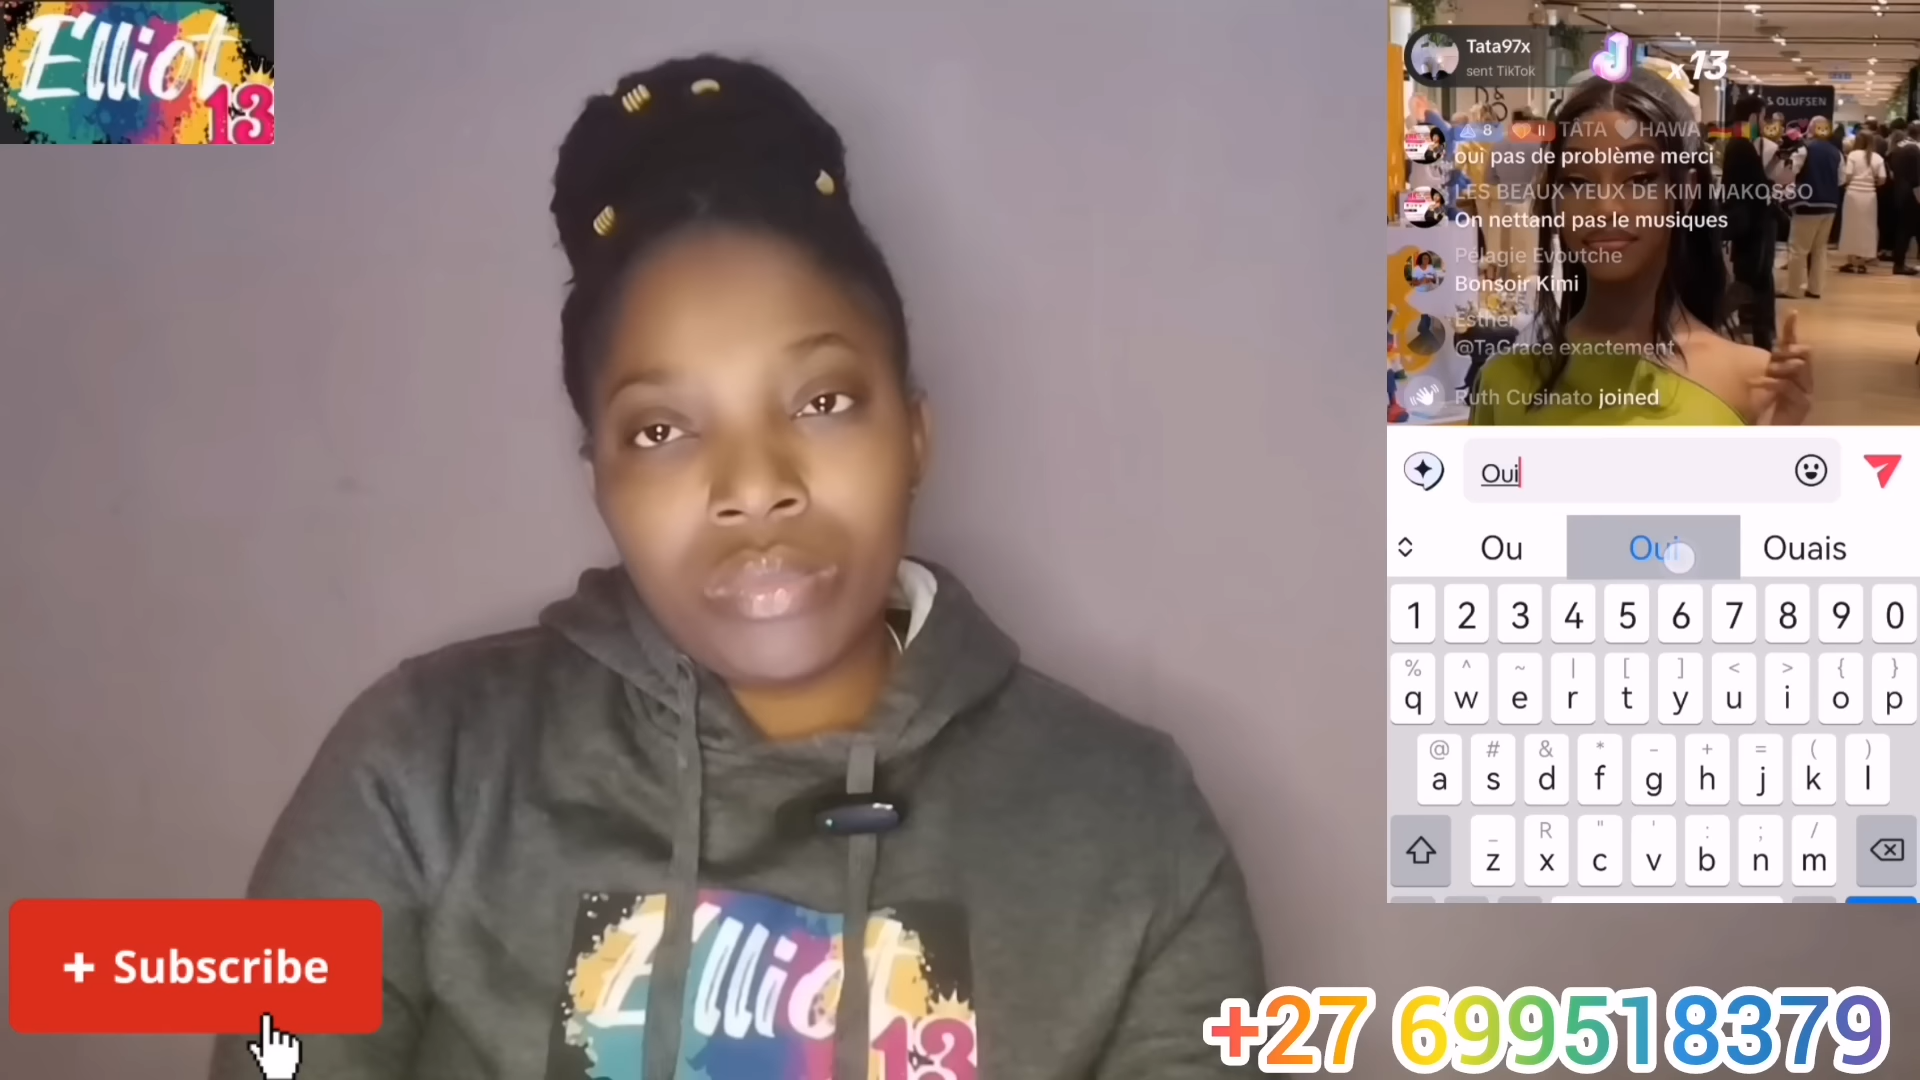 Elliot
13
Tata97x
sent TikTok
x13
& OLUFSEN
8 II TATA HAWA
oui pas de problème merci
LES BEAUX YEUX DE KIM MAKOSSO
On nettand pas le musiques
Pélagie Evoutche
Bonsoir Kimi
Esther
@TaGrace exactement
Ruth Cusinato joined
Oui
Ou Oui Ouais
1 2 3 4 5 6 7 8 9 0
% ^ ~ | [ ] < > { }
q w e r t y u i o p
@ # & * - + = ( )
a s d f g h j k l
_ R " ' : ; /
z x c v b n m
+ Subscribe
Elliot
13
+27 699518379